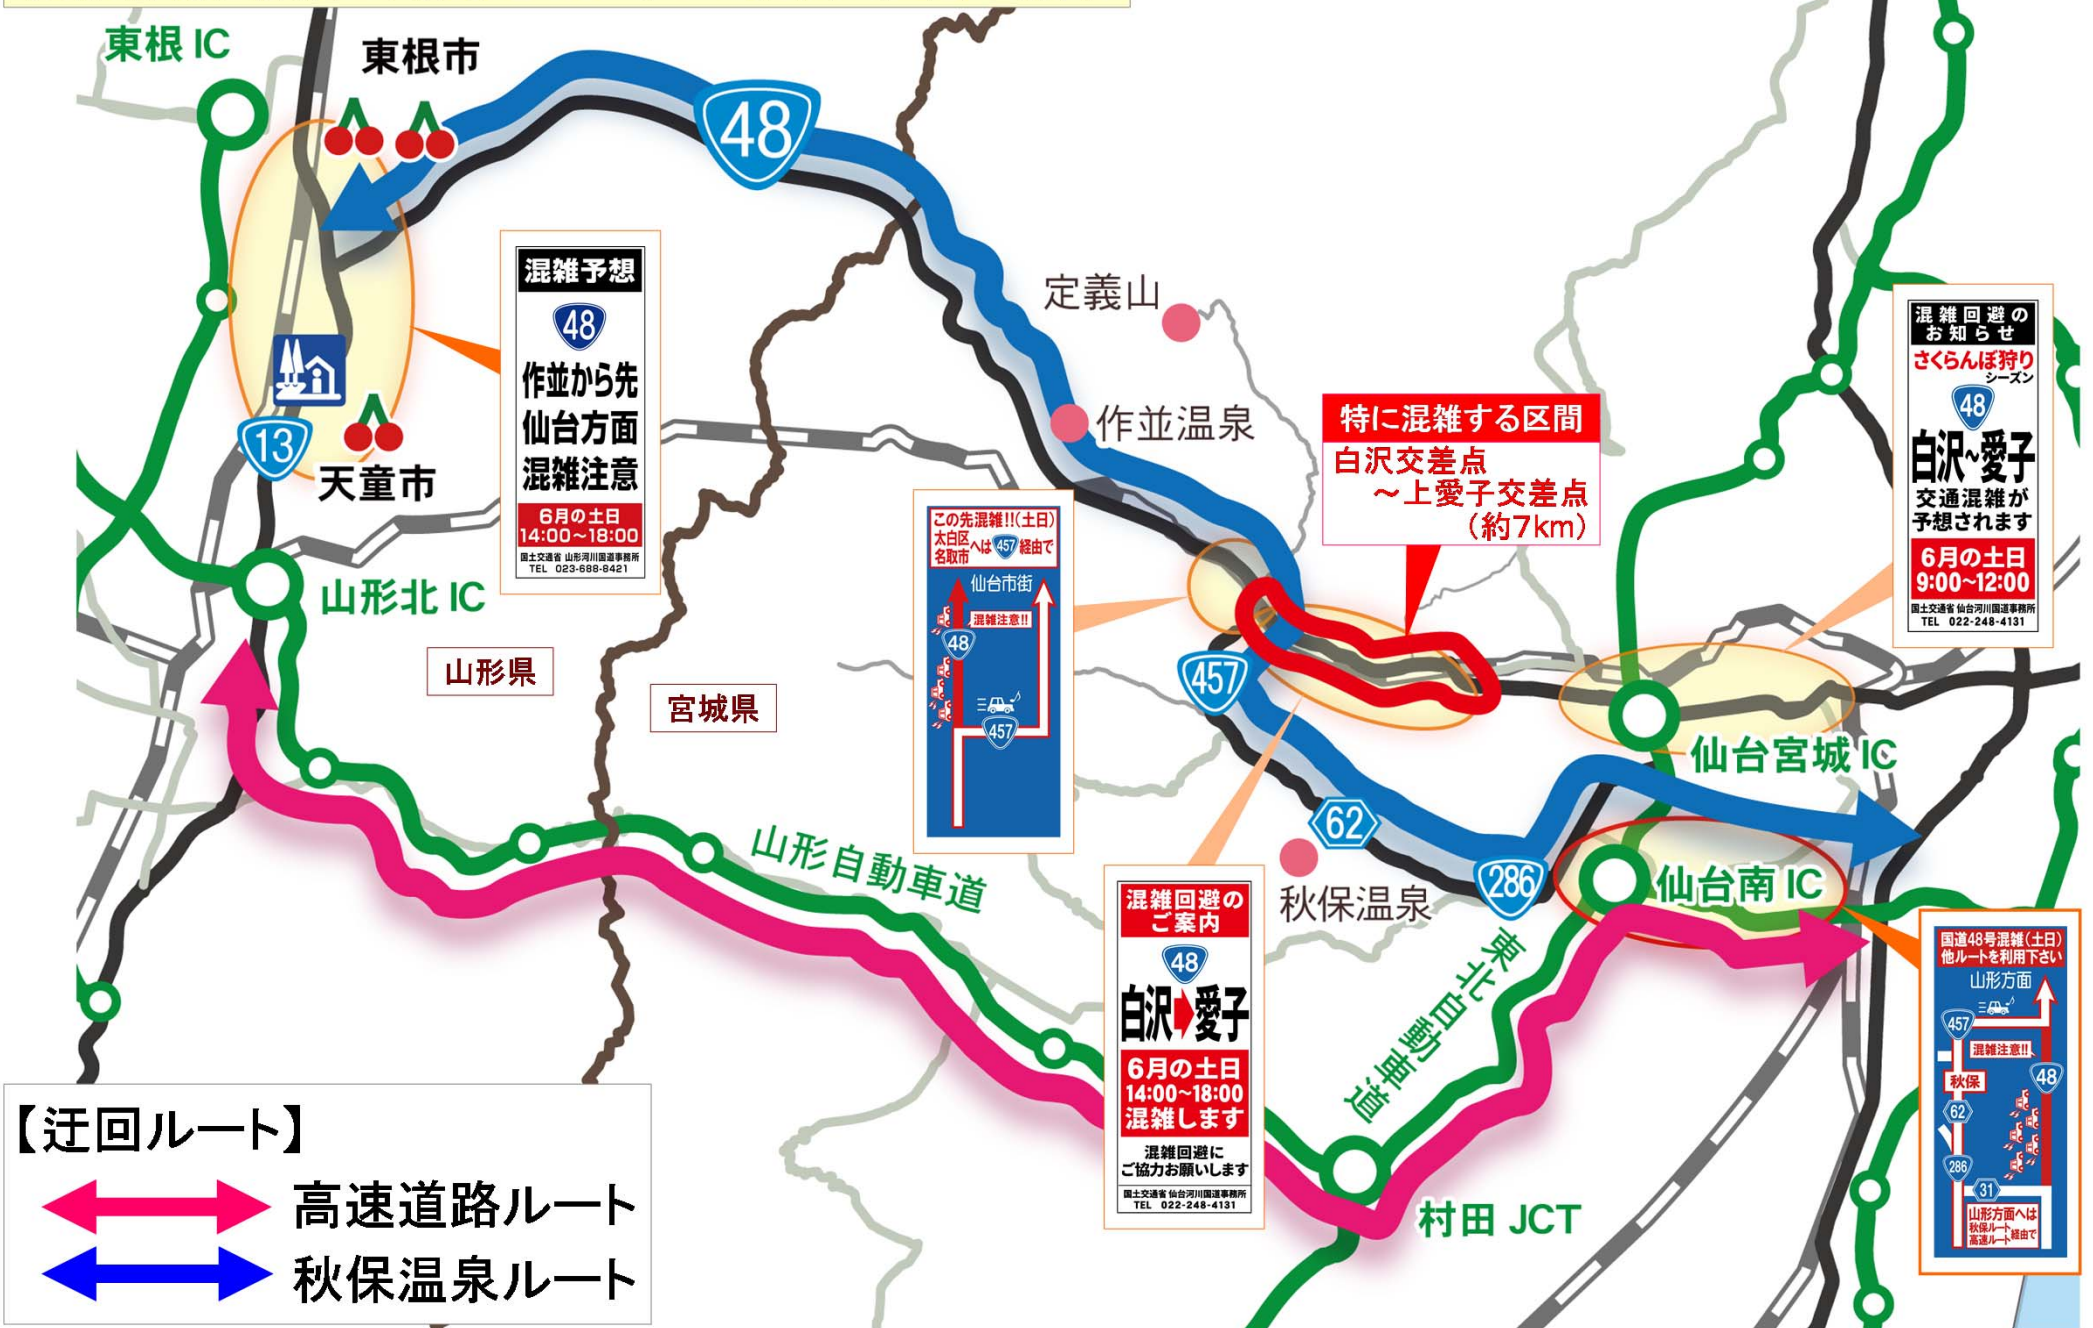 東根 IC
東根市
48
混雑予想
48
作並から先
仙台方面
混雑注意
6月の土日
14:00～18:00
国土交通省 山形河川国道事務所
TEL 023-688-8421
13
天童市
山形北 IC
山形県
宮城県
定義山
作並温泉
特に混雑する区間
白沢交差点
～上愛子交差点
（約7km）
混雑回避の
お知らせ
さくらんぼ狩り
シーズン
48
白沢～愛子
交通混雑が
予想されます
6月の土日
9:00～12:00
国土交通省 仙台河川国道事務所
TEL 022-248-4131
この先混雑!!(土日)
太白区
名取市
へは 457 経由で
仙台市街
混雑注意!!
48
457
457
62
286
仙台宮城 IC
仙台南 IC
秋保温泉
山形自動車道
東北自動車道
村田 JCT
混雑回避の
ご案内
48
白沢➡愛子
6月の土日
14:00～18:00
混雑します
混雑回避に
ご協力お願いします
国土交通省 仙台河川国道事務所
TEL 022-248-4131
国道48号混雑(土日)
他ルートを利用下さい
山形方面
457
混雑注意!!
秋保
48
62
286
31
山形方面へは
秋保ルート
高速ルート
経由で
【迂回ルート】
高速道路ルート
秋保温泉ルート